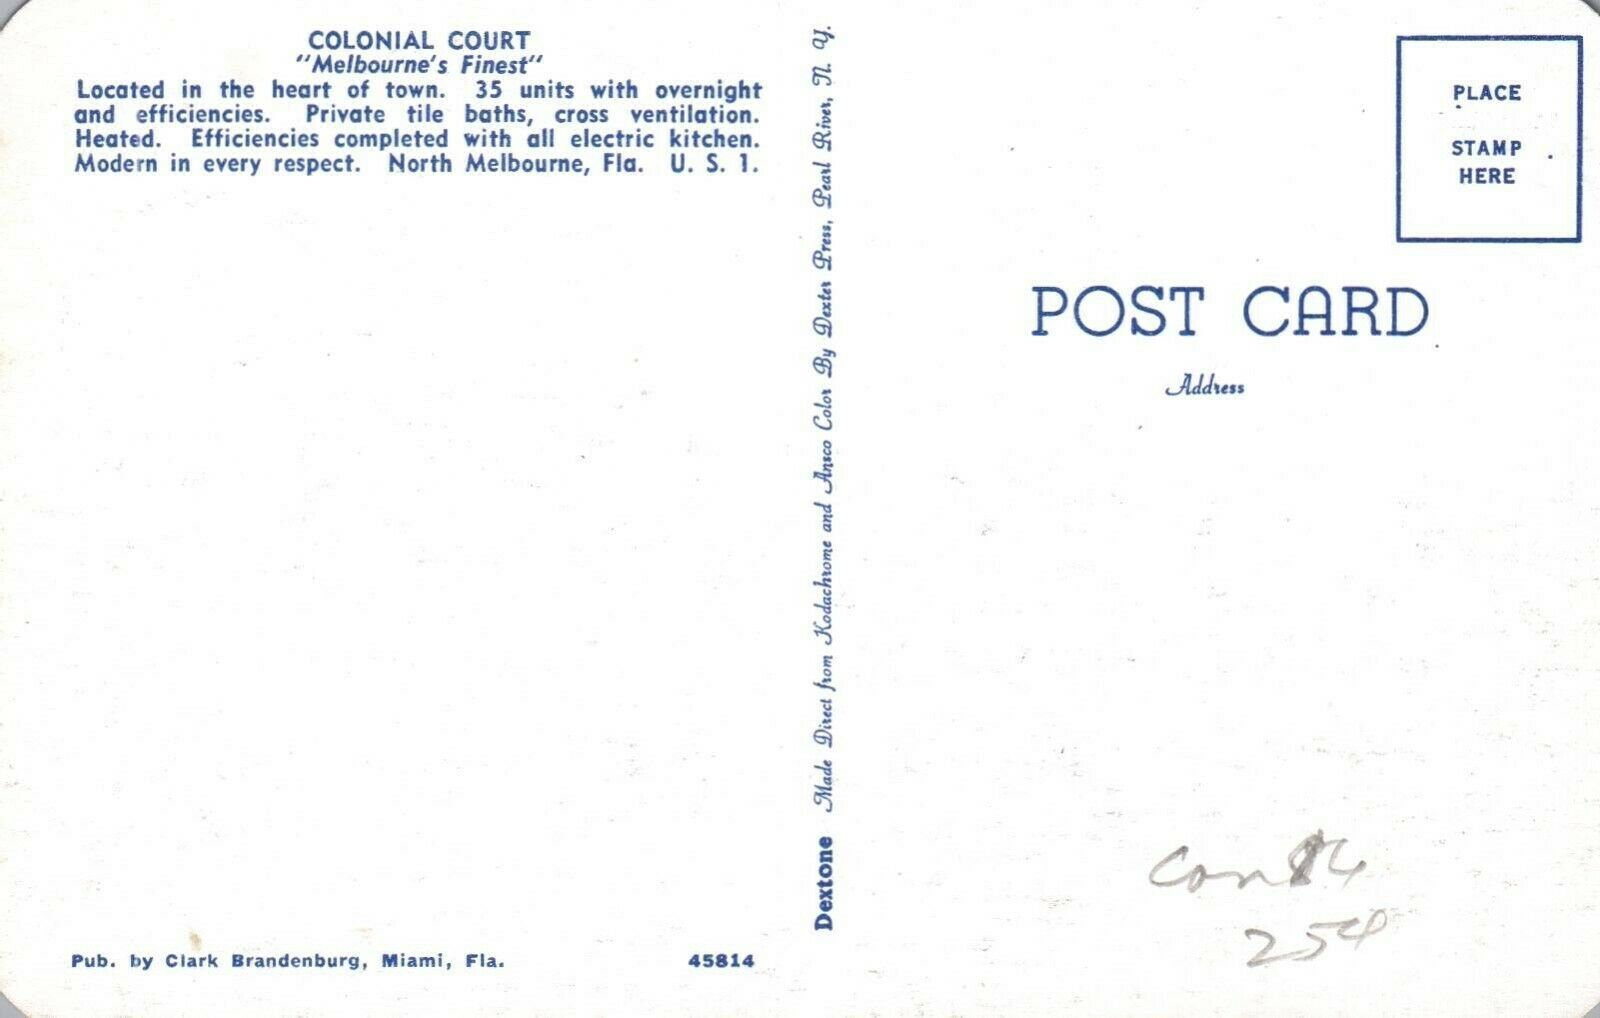 COLONIAL COURT
"Melbourne's Finest"
Located in the heart of town. 35 units with overnight
and efficiencies. Private tile baths, cross ventilation.
Heated. Efficiencies completed with all electric kitchen.
Modern in every respect. North Melbourne, Fla. U. S. 1.
Pub. by Clark Brandenburg, Miami, Fla.
45814
Dextone Made Direct from Kodachrome and Ansco Color By Dexter Press, Pearl River, N. Y.
PLACE
STAMP
HERE
POST CARD
Address
254